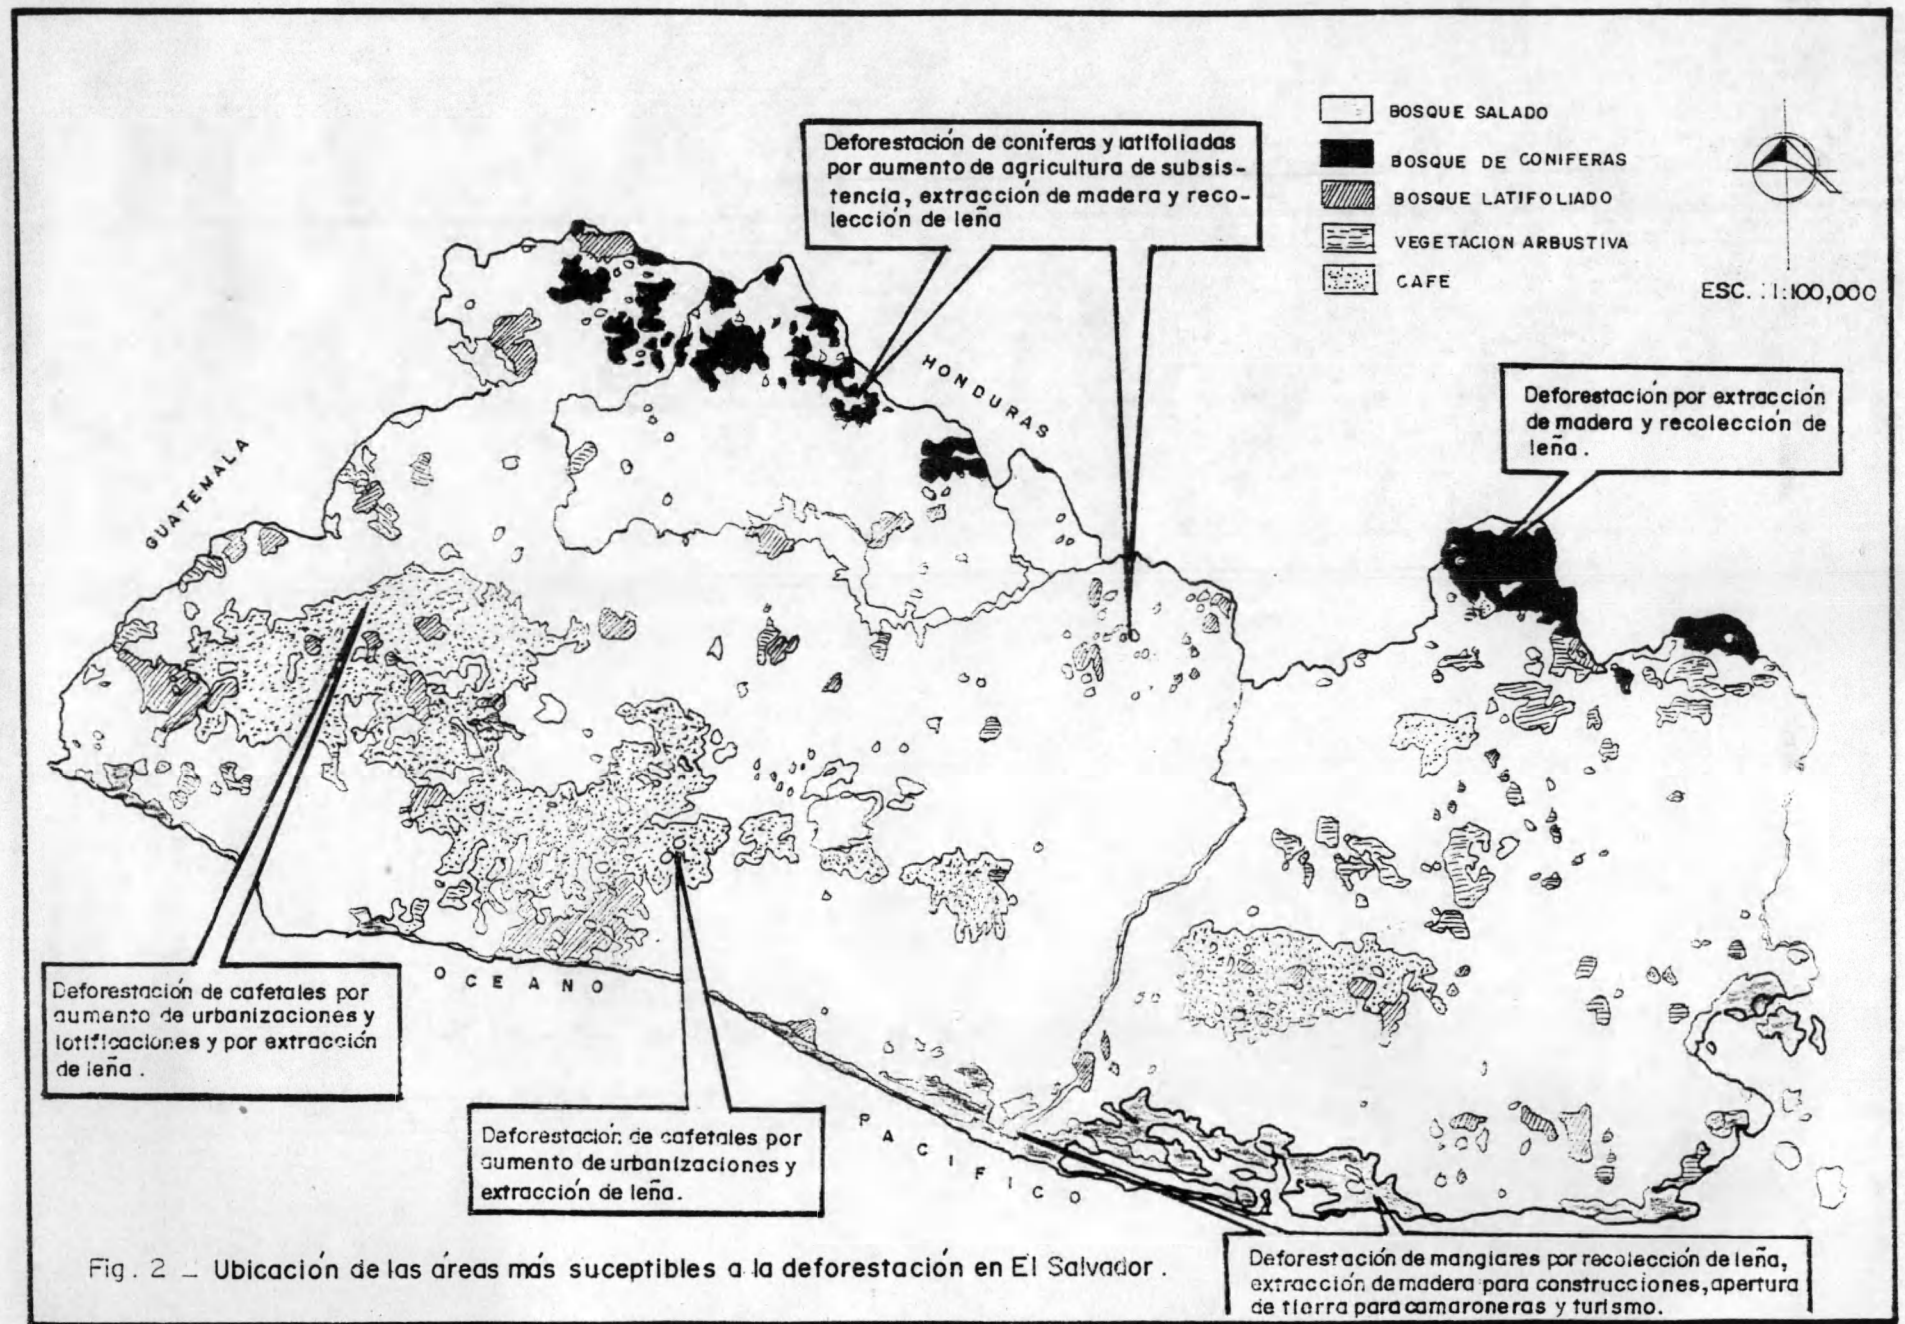 BOSQUE SALADO
BOSQUE DE CONIFERAS
BOSQUE LATIFOLIADO
VEGETACION ARBUSTIVA
CAFE
ESC. : 1:100,000
Deforestación de coníferas y latifoliadas
por aumento de agricultura de subsis-
tencia, extracción de madera y reco-
lección de leña
HONDURAS
Deforestación por extracción
de madera y recolección de
leña.
GUATEMALA
Deforestación de cafetales por
aumento de urbanizaciones y
lotificaciones y por extracción
de leña.
OCEANO
PACIFICO
Deforestación de cafetales por
aumento de urbanizaciones y
extracción de leña.
Deforestación de manglares por recolección de leña,
extracción de madera para construcciones, apertura
de tierra para camaroneras y turismo.
Fig. 2 _ Ubicación de las áreas más suceptibles a la deforestación en El Salvador.